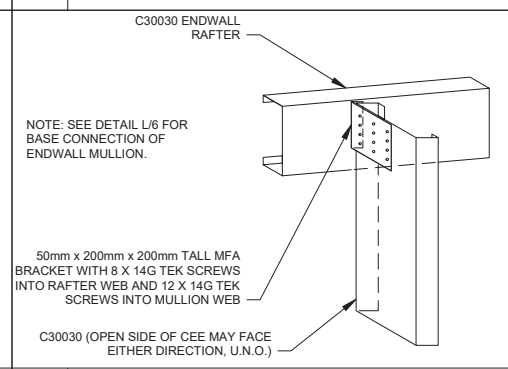 C30030 ENDWALL
RAFTER
NOTE: SEE DETAIL L/6 FOR
BASE CONNECTION OF
ENDWALL MULLION.
50mm x 200mm x 200mm TALL MFA
BRACKET WITH 8 X 14G TEK SCREWS
INTO RAFTER WEB AND 12 X 14G TEK
SCREWS INTO MULLION WEB
C30030 (OPEN SIDE OF CEE MAY FACE
EITHER DIRECTION, U.N.O.)